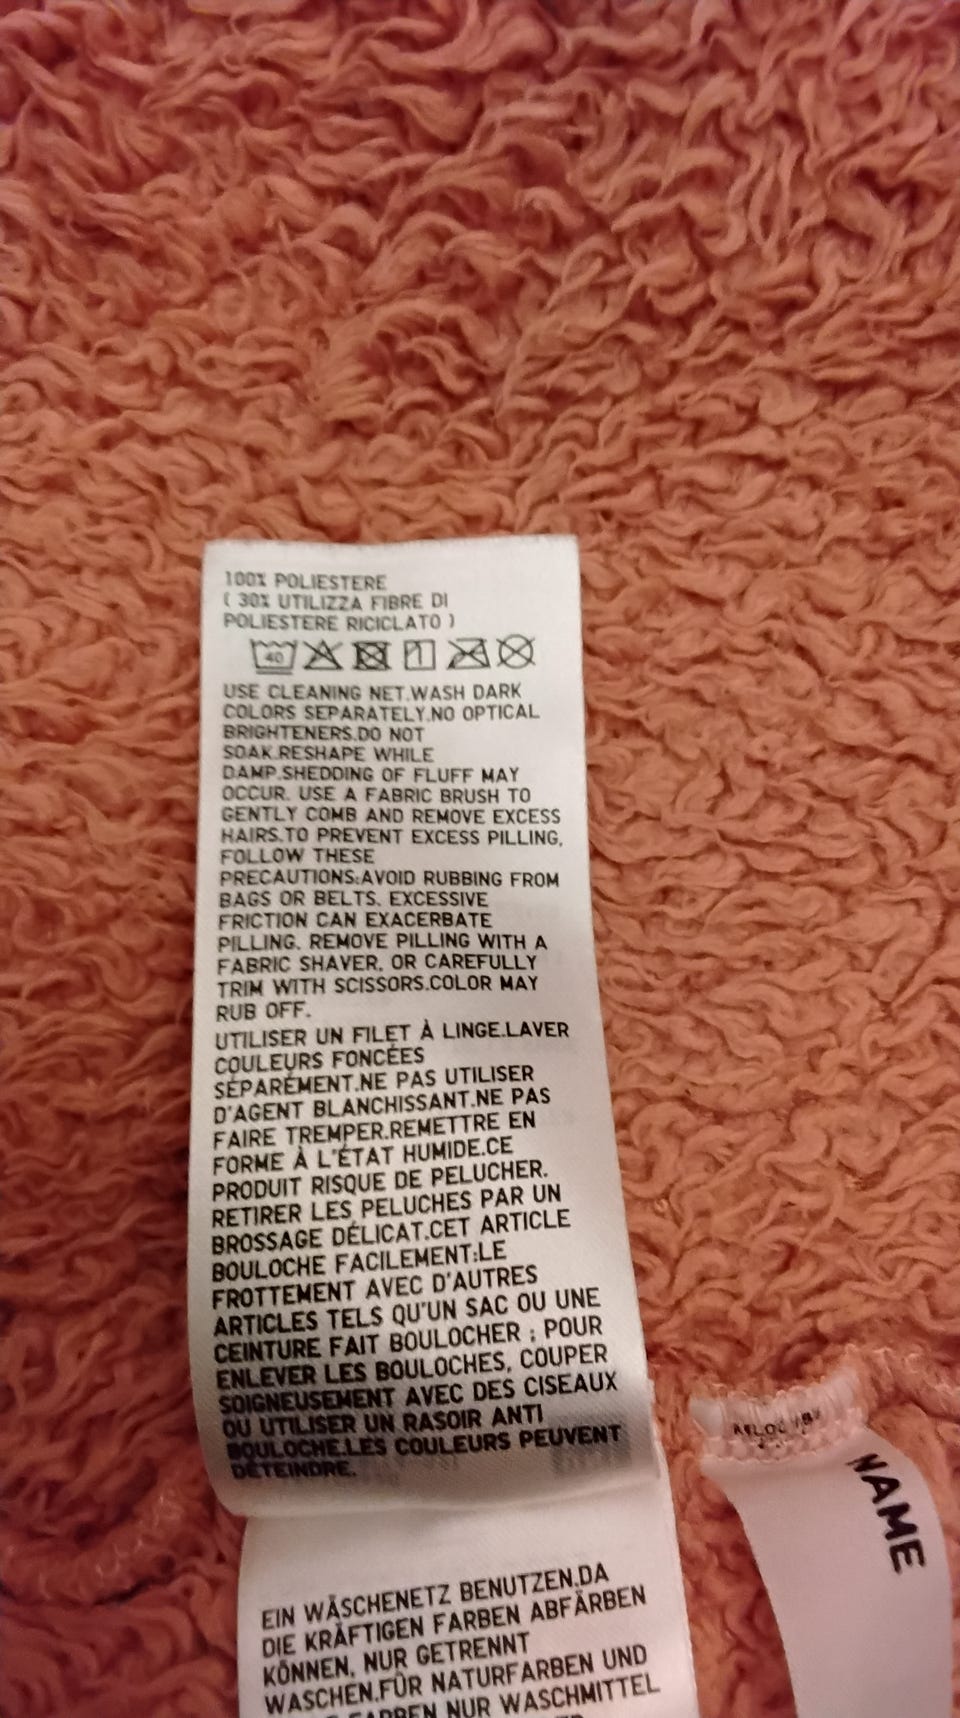 100% POLIESTERE
( 30% UTILIZZA FIBRE DI
POLIESTERE RICICLATO )
40
USE CLEANING NET.WASH DARK
COLORS SEPARATELY.NO OPTICAL
BRIGHTENERS.DO NOT
SOAK.RESHAPE WHILE
DAMP.SHEDDING OF FLUFF MAY
OCCUR. USE A FABRIC BRUSH TO
GENTLY COMB AND REMOVE EXCESS
HAIRS.TO PREVENT EXCESS PILLING,
FOLLOW THESE
PRECAUTIONS:AVOID RUBBING FROM
BAGS OR BELTS. EXCESSIVE
FRICTION CAN EXACERBATE
PILLING. REMOVE PILLING WITH A
FABRIC SHAVER, OR CAREFULLY
TRIM WITH SCISSORS.COLOR MAY
RUB OFF.
UTILISER UN FILET À LINGE.LAVER
COULEURS FONCÉES
SÉPARÉMENT.NE PAS UTILISER
D'AGENT BLANCHISSANT.NE PAS
FAIRE TREMPER.REMETTRE EN
FORME À L'ÉTAT HUMIDE.CE
PRODUIT RISQUE DE PELUCHER.
RETIRER LES PELUCHES PAR UN
BROSSAGE DÉLICAT.CET ARTICLE
BOULOCHE FACILEMENT:LE
FROTTEMENT AVEC D'AUTRES
ARTICLES TELS QU'UN SAC OU UNE
CEINTURE FAIT BOULOCHER ; POUR
ENLEVER LES BOULOCHES, COUPER
SOIGNEUSEMENT AVEC DES CISEAUX
OU UTILISER UN RASOIR ANTI
BOULOCHE.LES COULEURS PEUVENT
DÉTEINDRE.
NAME
EIN WÄSCHENETZ BENUTZEN.DA
DIE KRÄFTIGEN FARBEN ABFÄRBEN
KÖNNEN, NUR GETRENNT
WASCHEN.FÜR NATURFARBEN UND
FARBEN NUR WASCHMITTEL